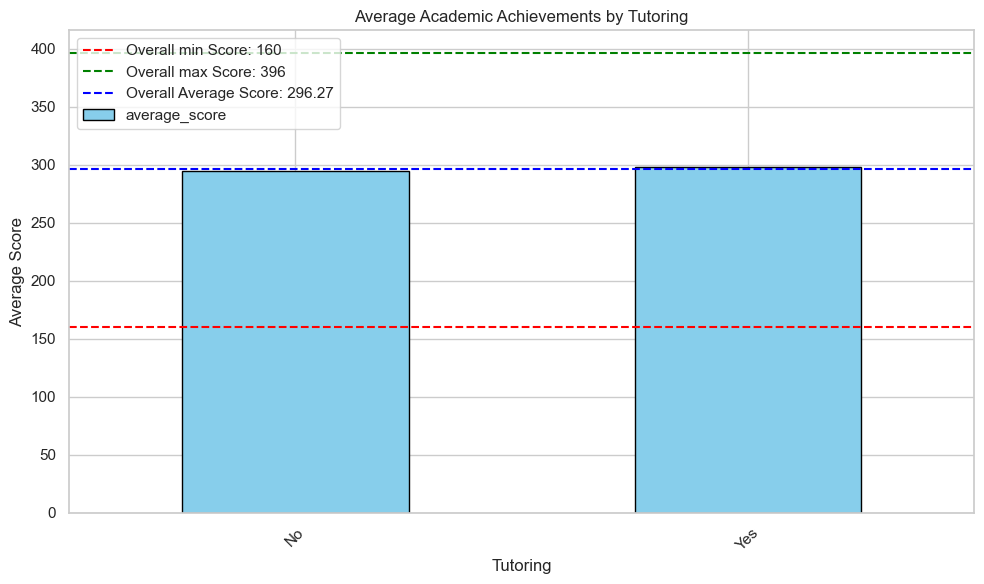 Average Academic Achievements by Tutoring
Overall min Score: 160
Overall max Score: 396
Overall Average Score: 296.27
average_score
Average Score
400
350
300
250
200
150
100
50
0
No
Yes
Tutoring